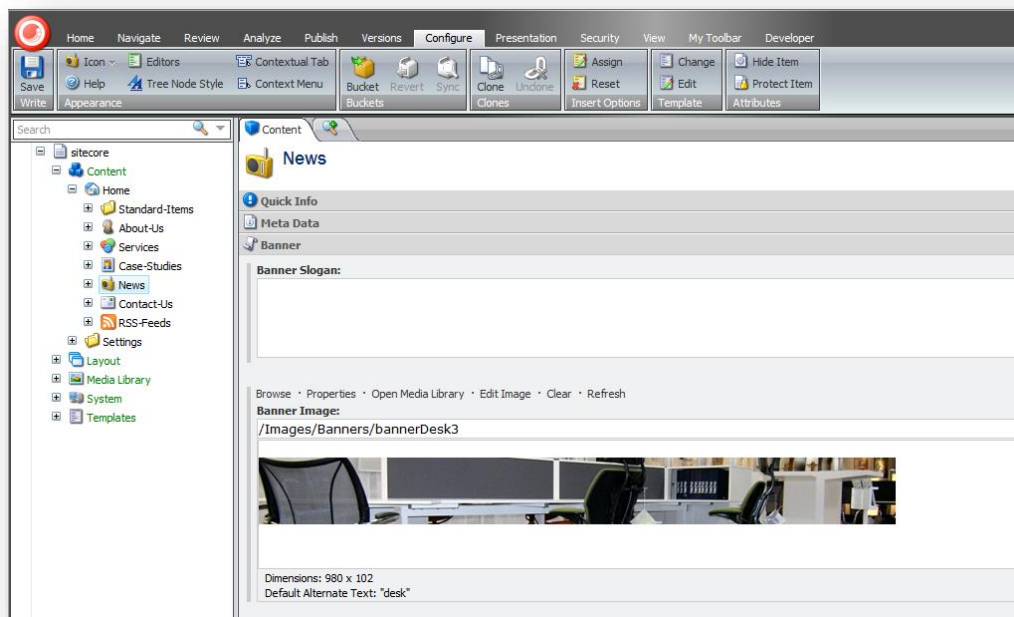 Home Navigate Review Analyze Publish Versions Configure Presentation Security View My Toolbar Developer
Save
Write
Icon Editors
Help Tree Node Style
Appearance
Contextual Tab
Context Menu
Bucket Revert Sync
Buckets
Clone Unclone
Clones
Assign
Reset
Insert Options
Change
Edit
Template
Hide Item
Protect Item
Attributes
Search
sitecore
Content
Home
Standard-Items
About-Us
Services
Case-Studies
News
Contact-Us
RSS-Feeds
Settings
Layout
Media Library
System
Templates
Content
News
Quick Info
Meta Data
Banner
Banner Slogan:
Browse · Properties · Open Media Library · Edit Image · Clear · Refresh
Banner Image:
/Images/Banners/bannerDesk3
Dimensions: 980 x 102
Default Alternate Text: "desk"